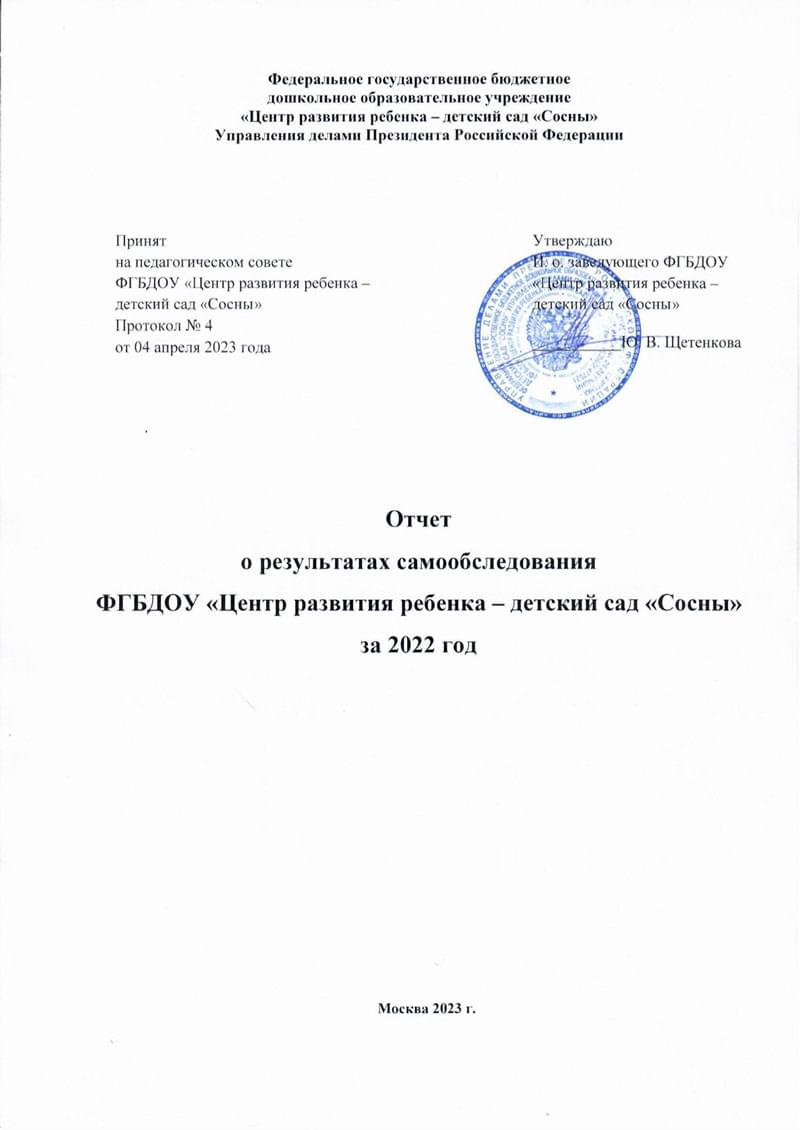 Федеральное государственное бюджетное
дошкольное образовательное учреждение
«Центр развития ребенка – детский сад «Сосны»
Управления делами Президента Российской Федерации
Принят
на педагогическом совете
ФГБДОУ «Центр развития ребенка –
детский сад «Сосны»
Протокол № 4
от 04 апреля 2023 года
Утверждаю
И. о. заведующего ФГБДОУ
«Центр развития ребенка –
детский сад «Сосны»
Ю. В. Щетенкова
Отчет
о результатах самообследования
ФГБДОУ «Центр развития ребенка – детский сад «Сосны»
за 2022 год
Москва 2023 г.